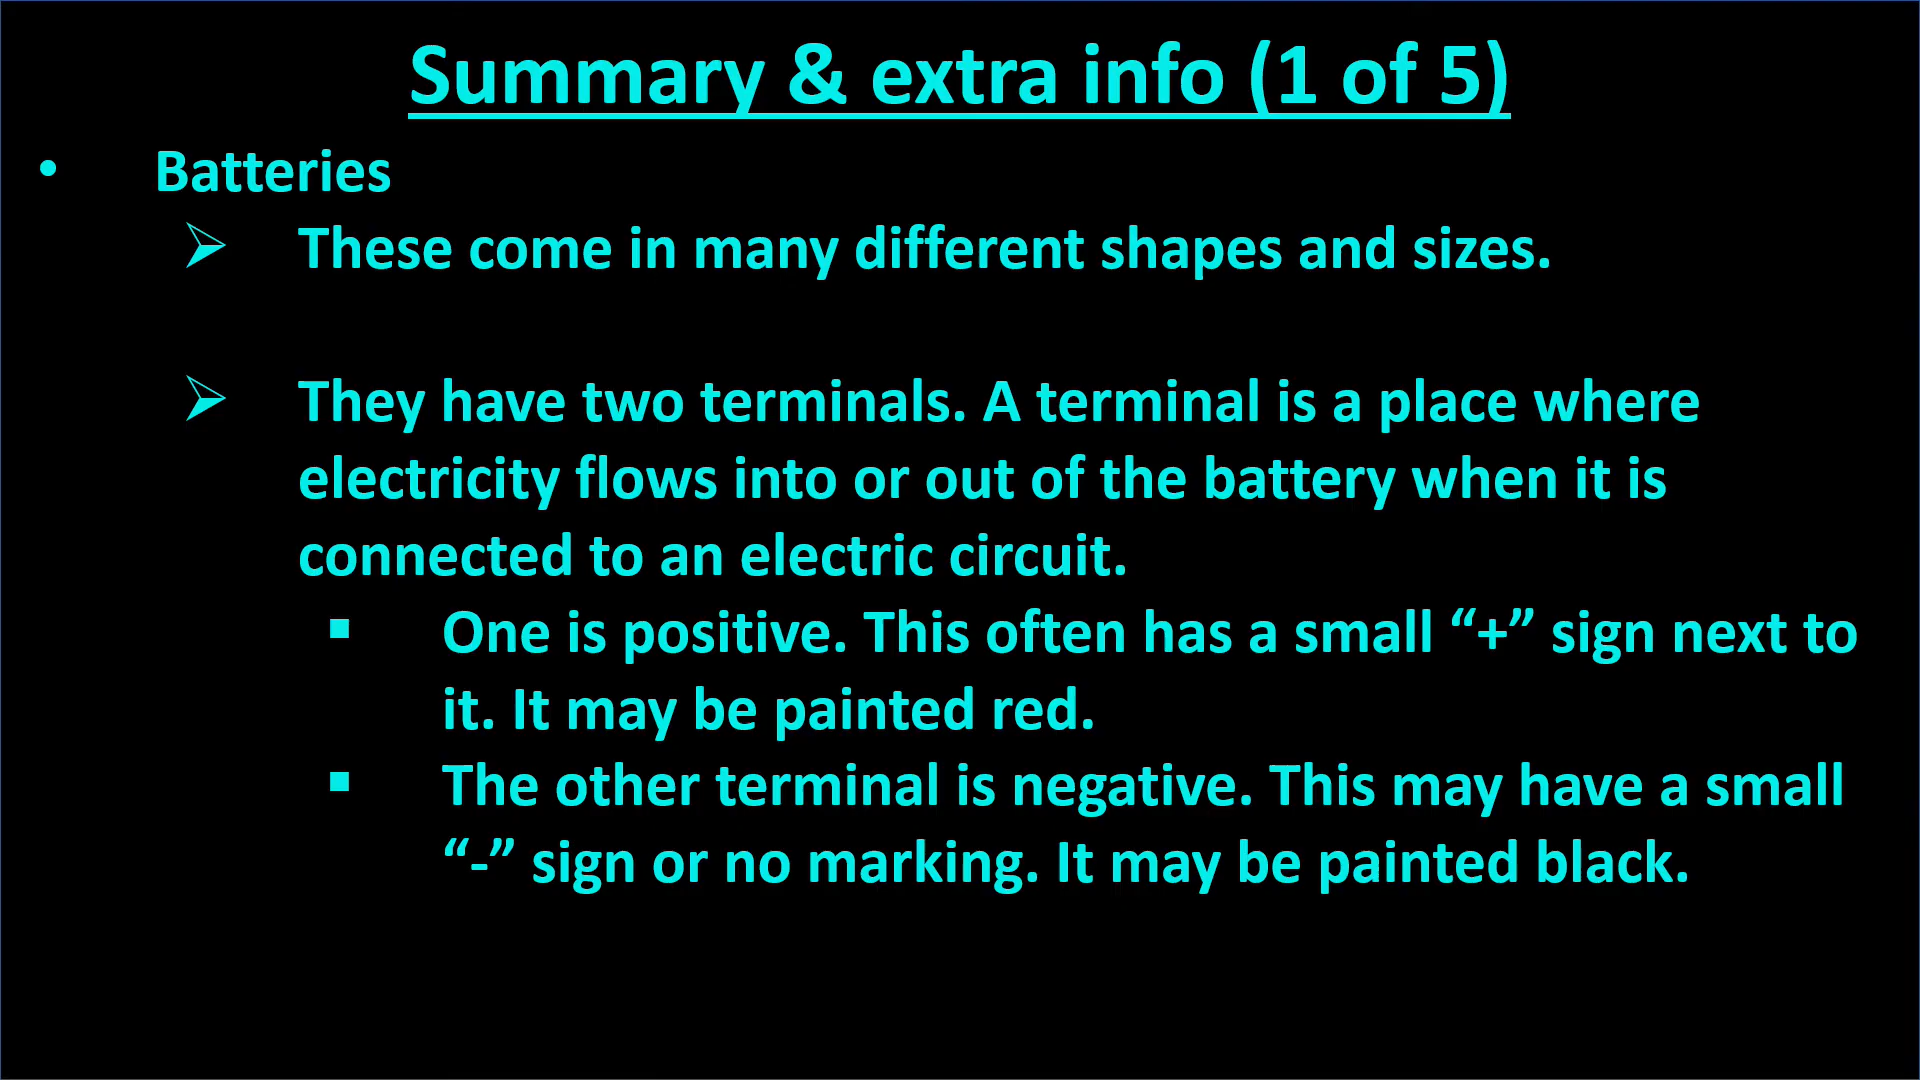 Summary & extra info (1 of 5)
• Batteries
➢ These come in many different shapes and sizes.
➢ They have two terminals. A terminal is a place where
electricity flows into or out of the battery when it is
connected to an electric circuit.
▪ One is positive. This often has a small “+” sign next to
it. It may be painted red.
▪ The other terminal is negative. This may have a small
“-” sign or no marking. It may be painted black.